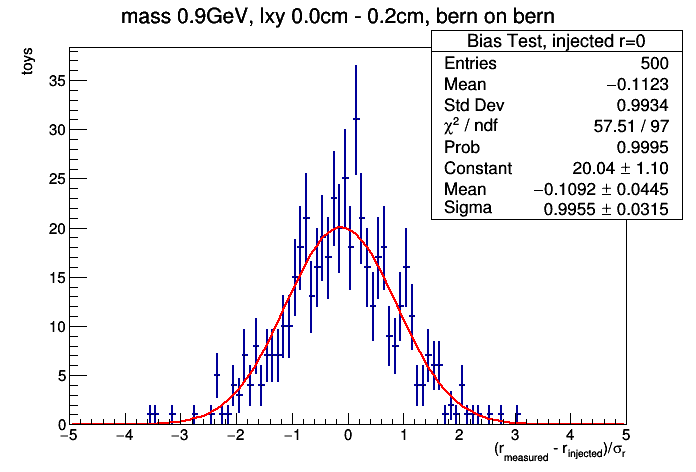 mass 0.9GeV, lxy 0.0cm - 0.2cm, bern on bern
Bias Test, injected r=0
Entries 500
Mean −0.1123
Std Dev 0.9934
χ² / ndf 57.51 / 97
Prob 0.9995
Constant 20.04 ± 1.10
Mean −0.1092 ± 0.0445
Sigma 0.9955 ± 0.0315
toys
35
30
25
20
15
10
5
0
−5 −4 −3 −2 −1 0 1 2 3 4 5
(r_measured - r_injected)/σ_r